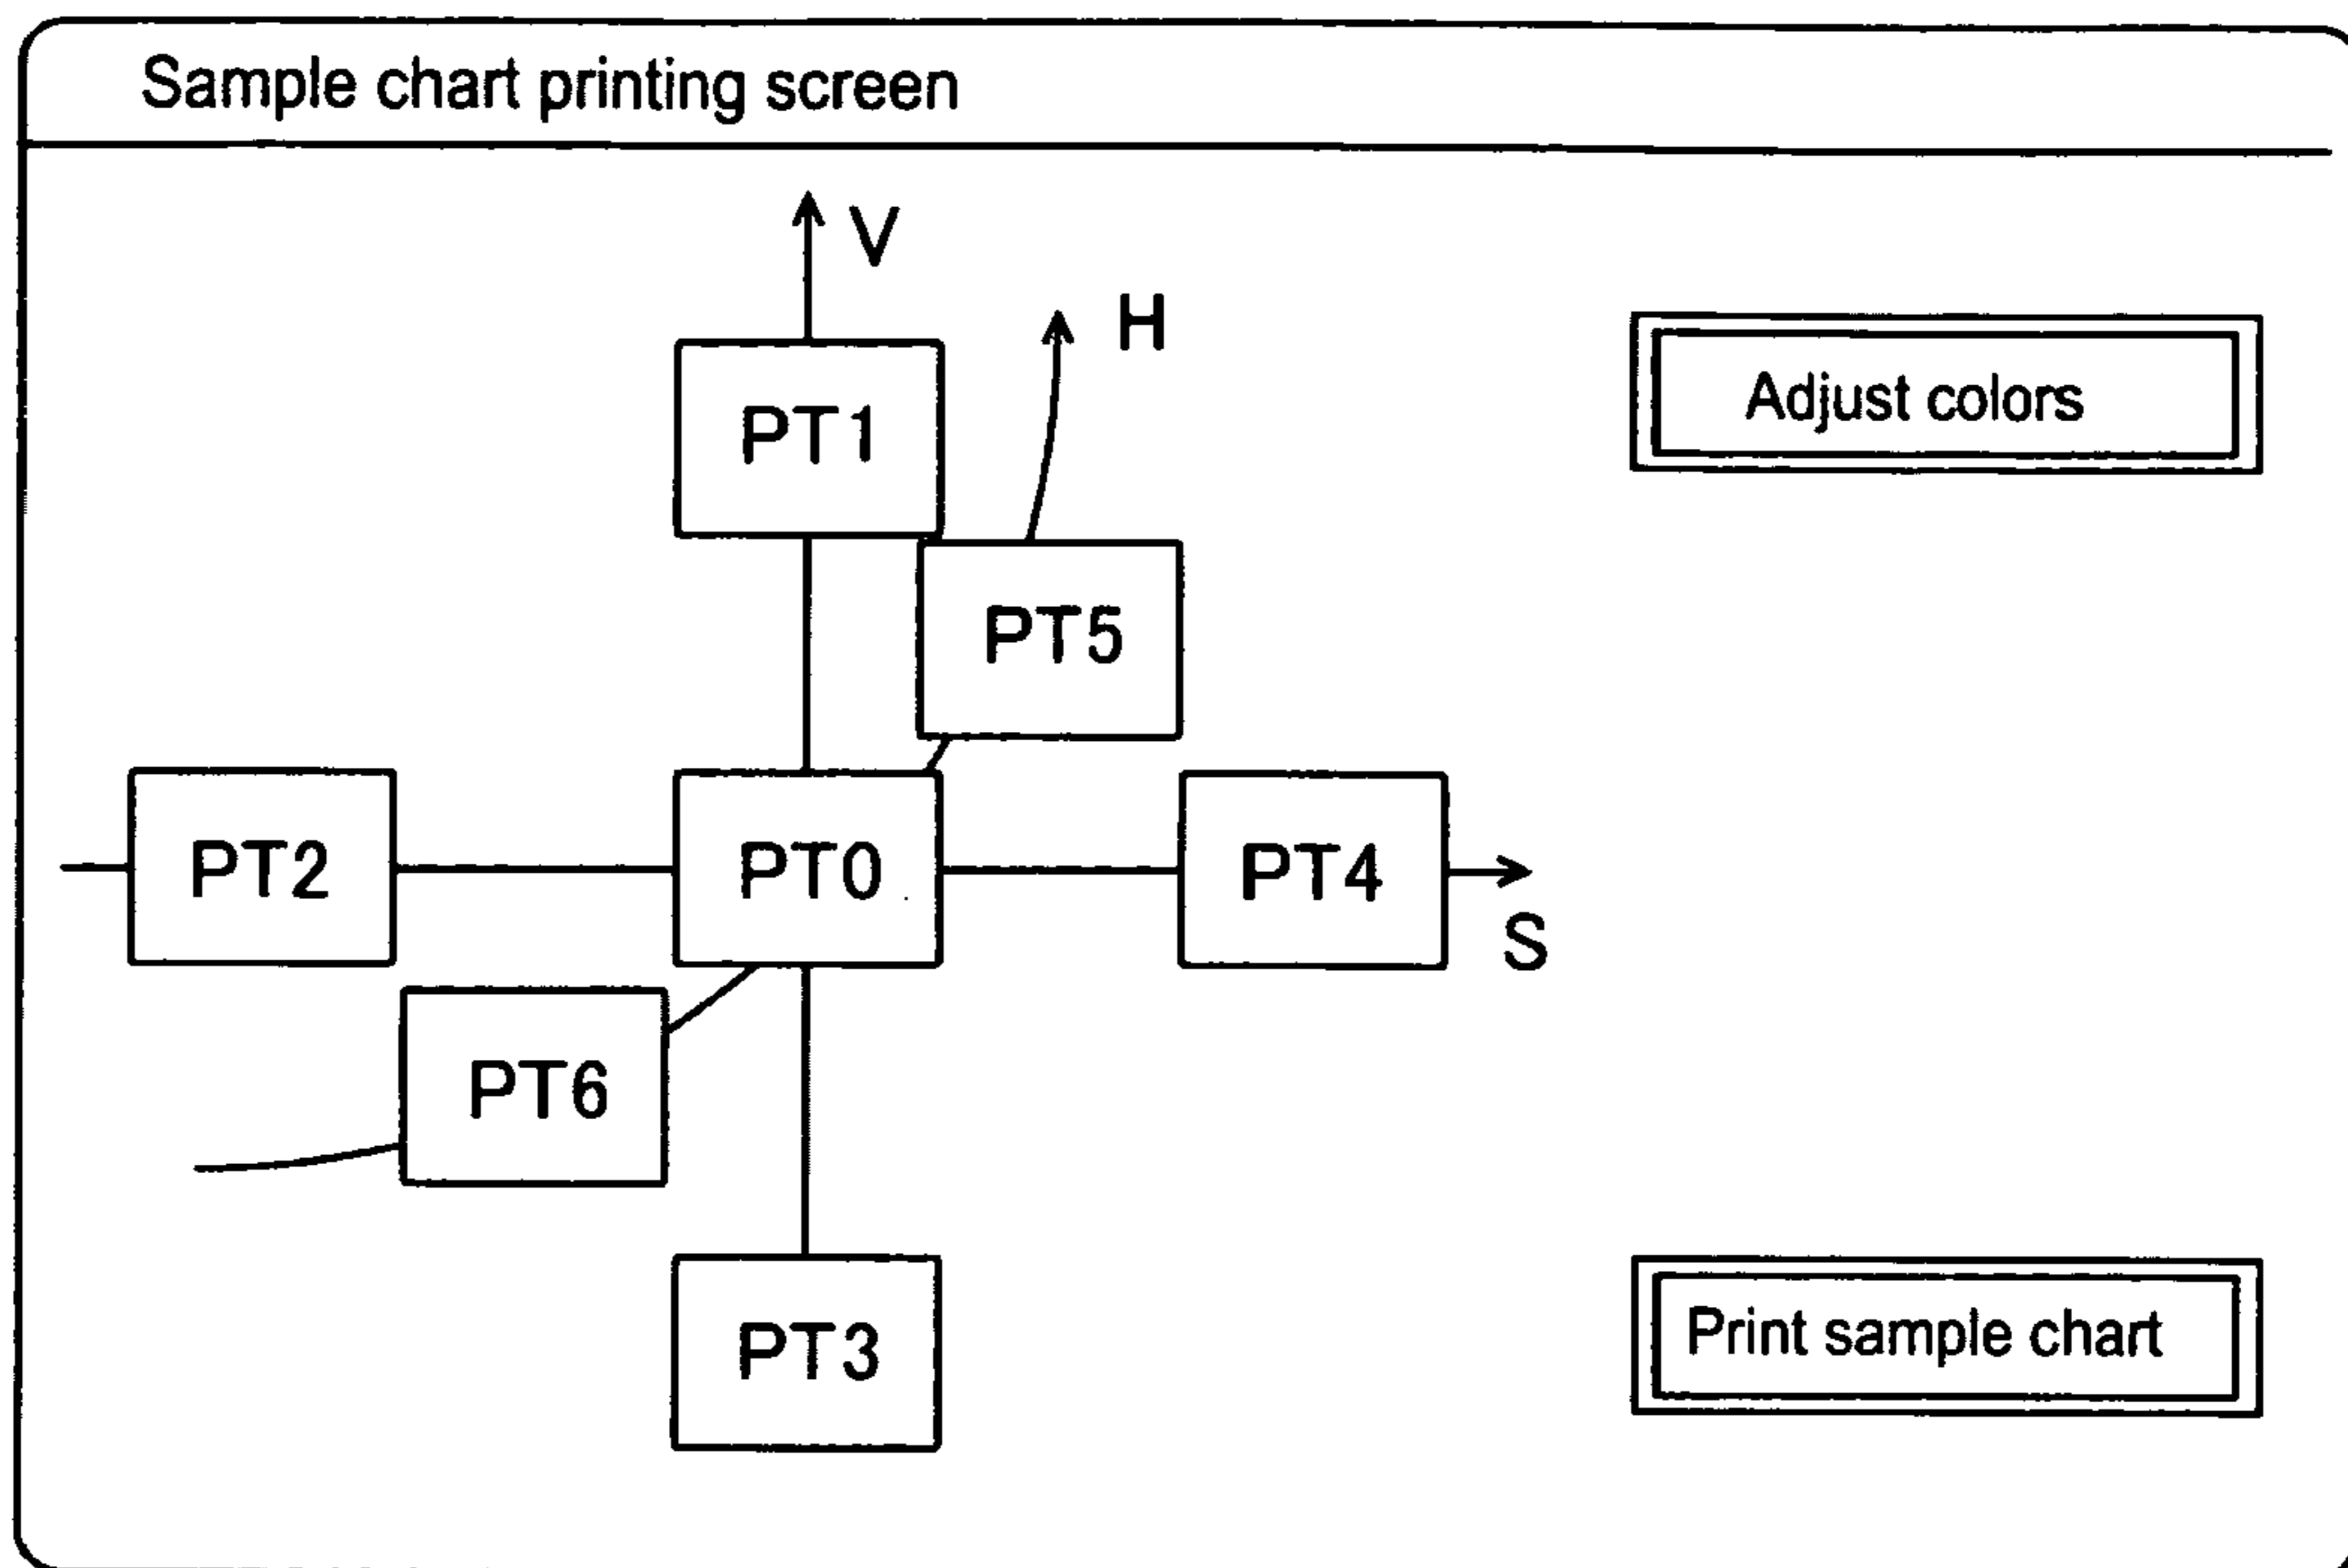 Sample chart printing screen
V
H
PT1
Adjust colors
PT5
PT2
PT0
PT4
S
PT6
PT3
Print sample chart